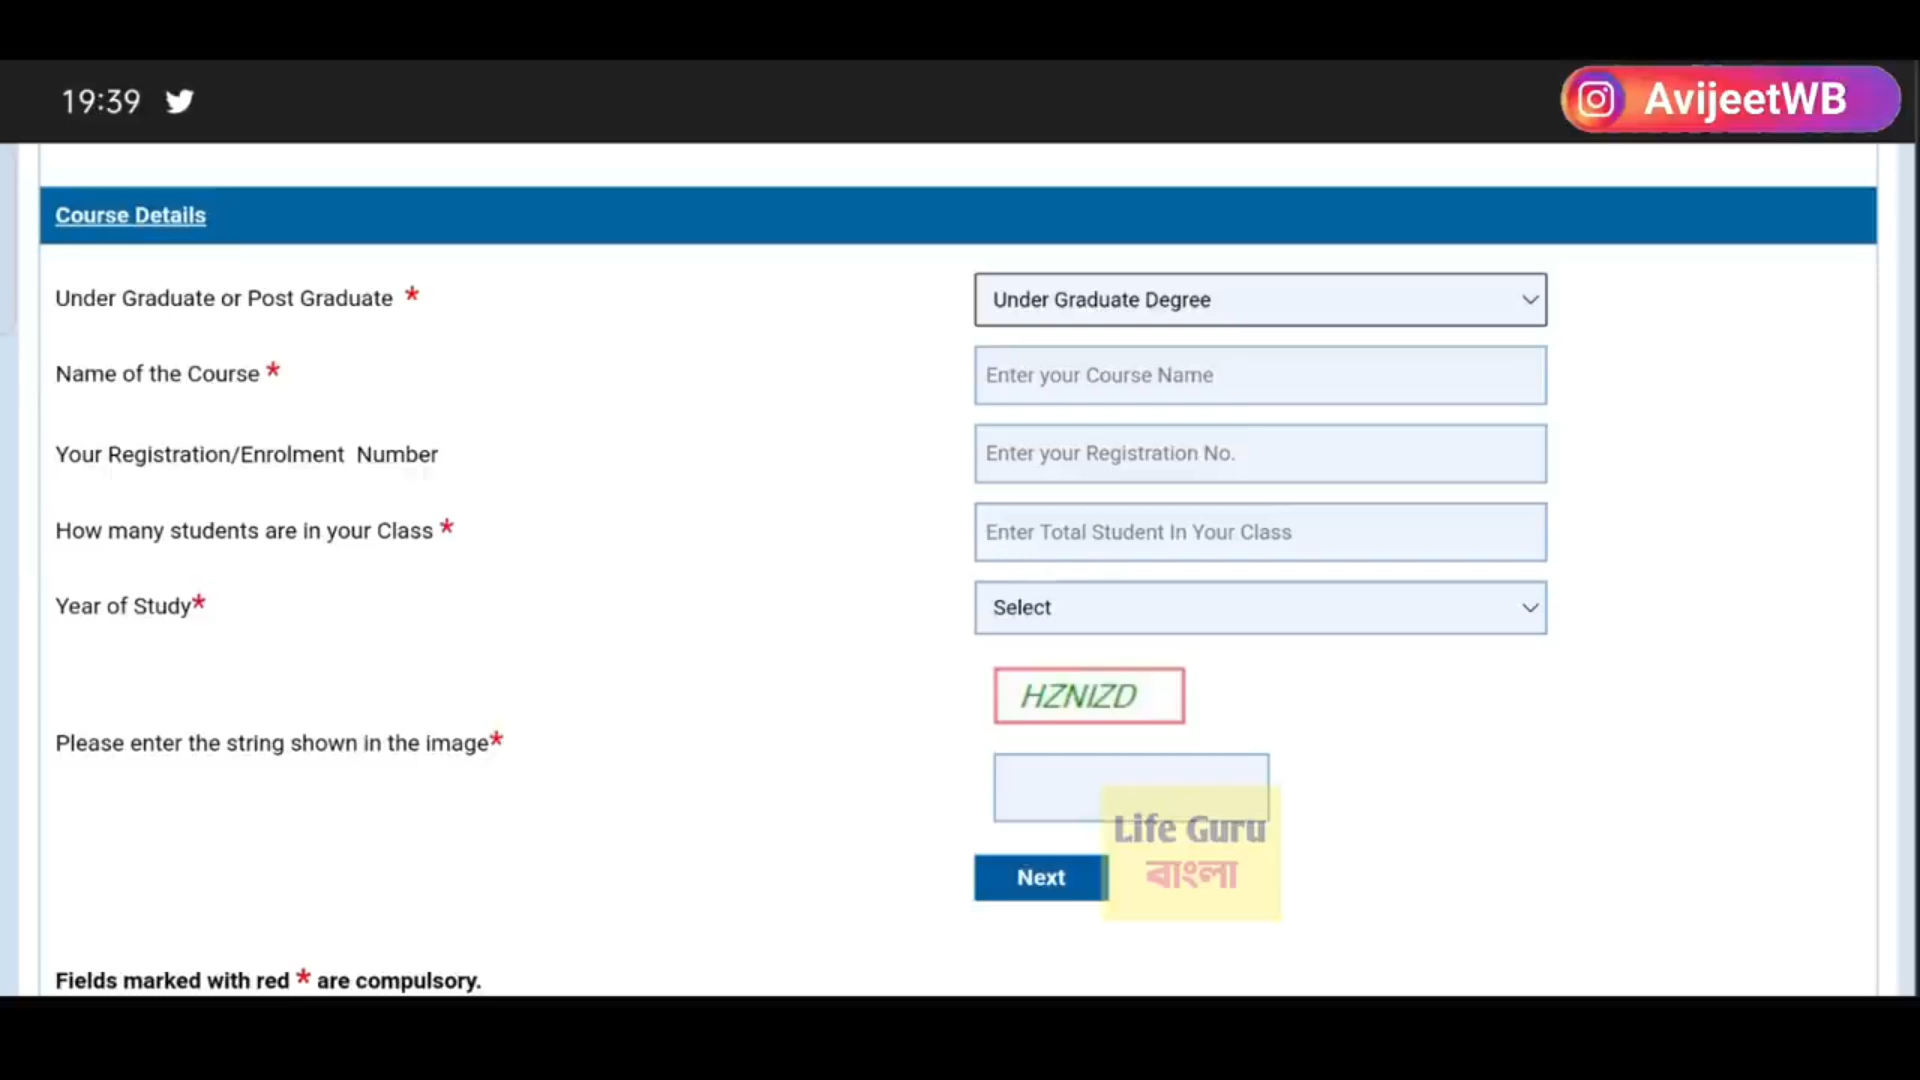 19:39
AvijeetWB
Course Details
Under Graduate or Post Graduate *
Under Graduate Degree
Name of the Course *
Enter your Course Name
Your Registration/Enrolment Number
Enter your Registration No.
How many students are in your Class *
Enter Total Student In Your Class
Year of Study*
Select
HZNIZD
Please enter the string shown in the image*
Life Guru
বাংলা
Next
Fields marked with red * are compulsory.